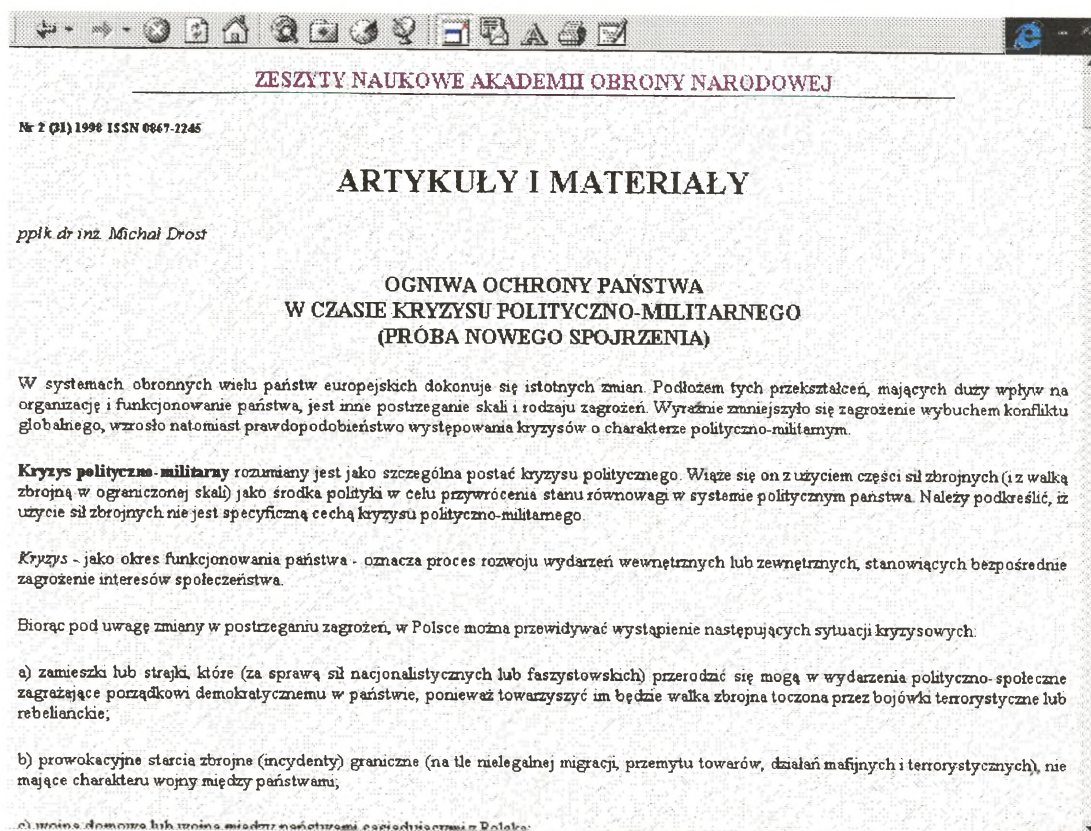 ZESZYTY NAUKOWE AKADEMII OBRONY NARODOWEJ
Nr 2 (31) 1998 ISSN 0867-2245
ARTYKUŁY I MATERIAŁY
ppłk dr inż. Michał Drost
OGNIWA OCHRONY PAŃSTWA
W CZASIE KRYZYSU POLITYCZNO-MILITARNEGO
(PRÓBA NOWEGO SPOJRZENIA)
W systemach obronnych wielu państw europejskich dokonuje się istotnych zmian. Podłożem tych przekształceń, mających duży wpływ na
organizację i funkcjonowanie państwa, jest inne postrzeganie skali i rodzaju zagrożeń. Wyraźnie zmniejszyło się zagrożenie wybuchem konfliktu
globalnego, wzrosło natomiast prawdopodobieństwo występowania kryzysów o charakterze polityczno-militarnym.
Kryzys polityczno-militarny rozumiany jest jako szczególna postać kryzysu politycznego. Wiąże się on z użyciem części sił zbrojnych (i z walką
zbrojną w ograniczonej skali) jako środka polityki w celu przywrócenia stanu równowagi w systemie politycznym państwa. Należy podkreślić, iż
użycie sił zbrojnych nie jest specyficzną cechą kryzysu polityczno-militarnego.
Kryzys - jako okres funkcjonowania państwa - oznacza proces rozwoju wydarzeń wewnętrznych lub zewnętrznych, stanowiących bezpośrednie
zagrożenie interesów społeczeństwa.
Biorąc pod uwagę zmiany w postrzeganiu zagrożeń, w Polsce można przewidywać wystąpienie następujących sytuacji kryzysowych:
a) zamieszki lub strajki, które (za sprawą sił nacjonalistycznych lub faszystowskich) przerodzić się mogą w wydarzenia polityczno-społeczne
zagrażające porządkowi demokratycznemu w państwie, ponieważ towarzyszyć im będzie walka zbrojna toczona przez bojówki terrorystyczne lub
rebelianckie;
b) prowokacyjne starcia zbrojne (incydenty) graniczne (na tle nielegalnej migracji, przemytu towarów, działań mafijnych i terrorystycznych), nie
mające charakteru wojny między państwami;
c) wojna domowa lub wojna między państwami sąsiadującymi z Polską;